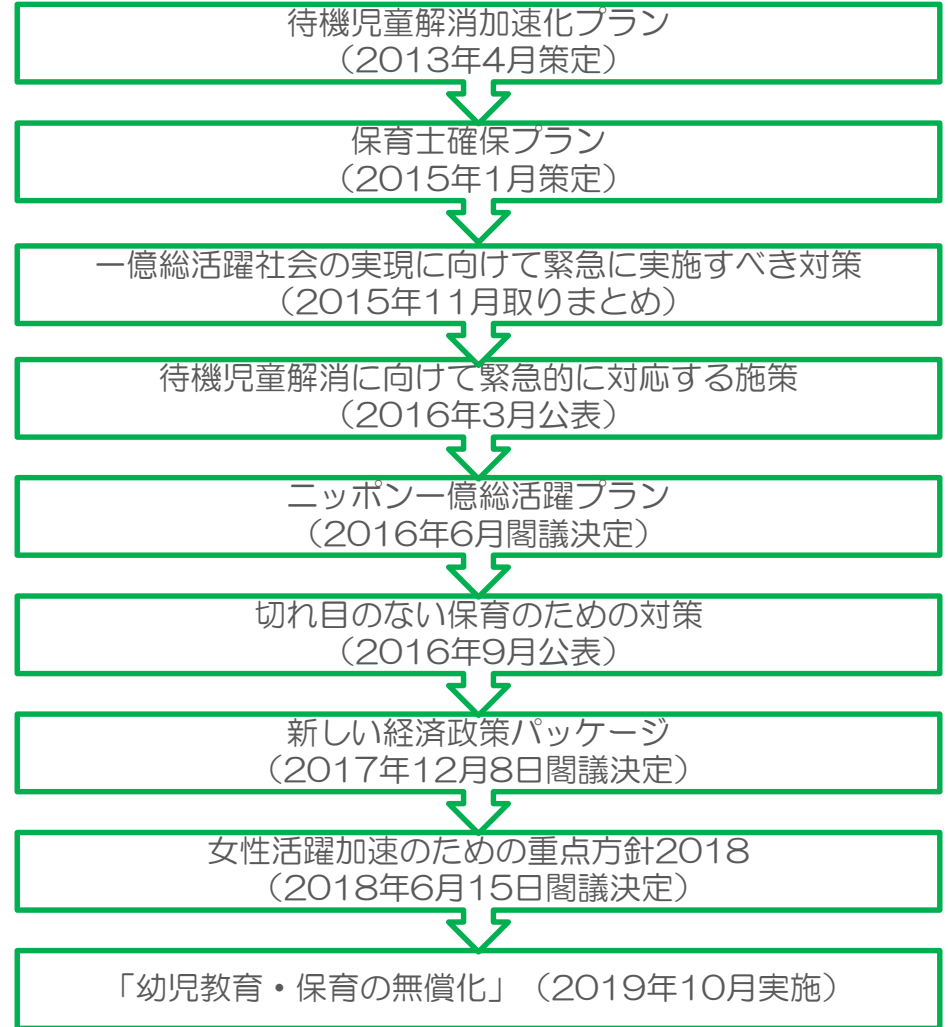 待機児童解消加速化プラン
（2013年4月策定）
保育士確保プラン
（2015年1月策定）
一億総活躍社会の実現に向けて緊急に実施すべき対策
（2015年11月取りまとめ）
待機児童解消に向けて緊急的に対応する施策
（2016年3月公表）
ニッポン一億総活躍プラン
（2016年6月閣議決定）
切れ目のない保育のための対策
（2016年9月公表）
新しい経済政策パッケージ
（2017年12月8日閣議決定）
女性活躍加速のための重点方針2018
（2018年6月15日閣議決定）
「幼児教育・保育の無償化」（2019年10月実施）